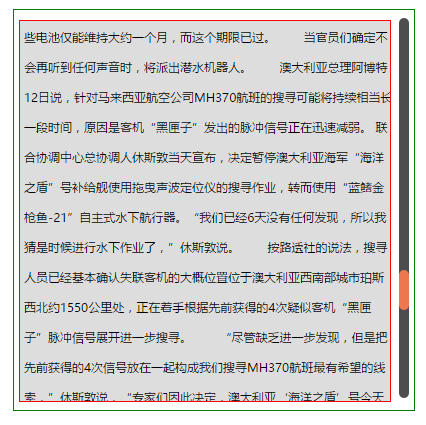 些电池仅能维持大约一个月，而这个期限已过。 当官员们确定不
会再听到任何声音时，将派出潜水机器人。 澳大利亚总理阿博特
12日说，针对马来西亚航空公司MH370航班的搜寻可能将持续相当长
一段时间，原因是客机“黑匣子”发出的脉冲信号正在迅速减弱。 联
合协调中心总协调人休斯敦当天宣布，决定暂停澳大利亚海军“海洋
之盾”号补给舰使用拖曳声波定位仪的搜寻作业，转而使用“蓝鳍金
枪鱼-21”自主式水下航行器。“我们已经6天没有任何发现，所以我
猜是时候进行水下作业了，”休斯敦说。 按路透社的说法，搜寻
人员已经基本确认失联客机的大概位置位于澳大利亚西南部城市珀斯
西北约1550公里处，正在着手根据先前获得的4次疑似客机“黑匣
子”脉冲信号展开进一步搜寻。 “尽管缺乏进一步发现，但是把
先前获得的4次信号放在一起构成我们搜寻MH370航班最有希望的线
索，”休斯敦说，“专家们因此决定，澳大利亚‘海洋之盾’号今天